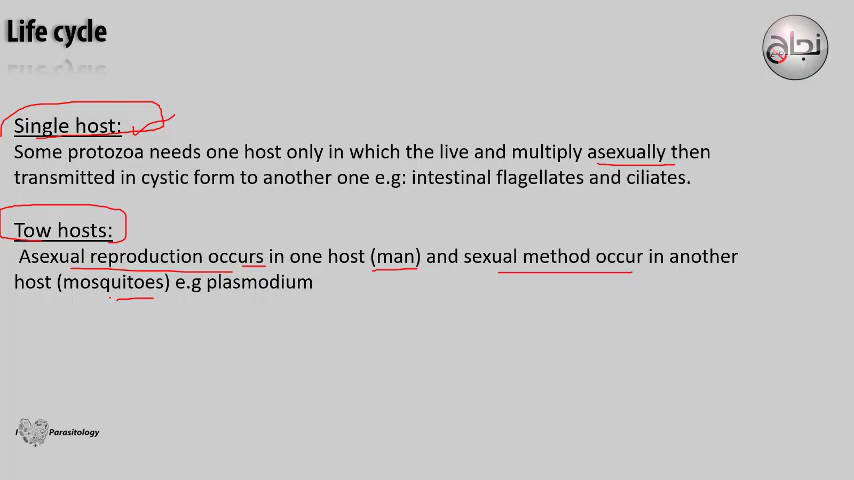 Life cycle
نجاح
Single host:
Some protozoa needs one host only in which the live and multiply asexually then
transmitted in cystic form to another one e.g: intestinal flagellates and ciliates.
Tow hosts:
Asexual reproduction occurs in one host (man) and sexual method occur in another
host (mosquitoes) e.g plasmodium
I Parasitology